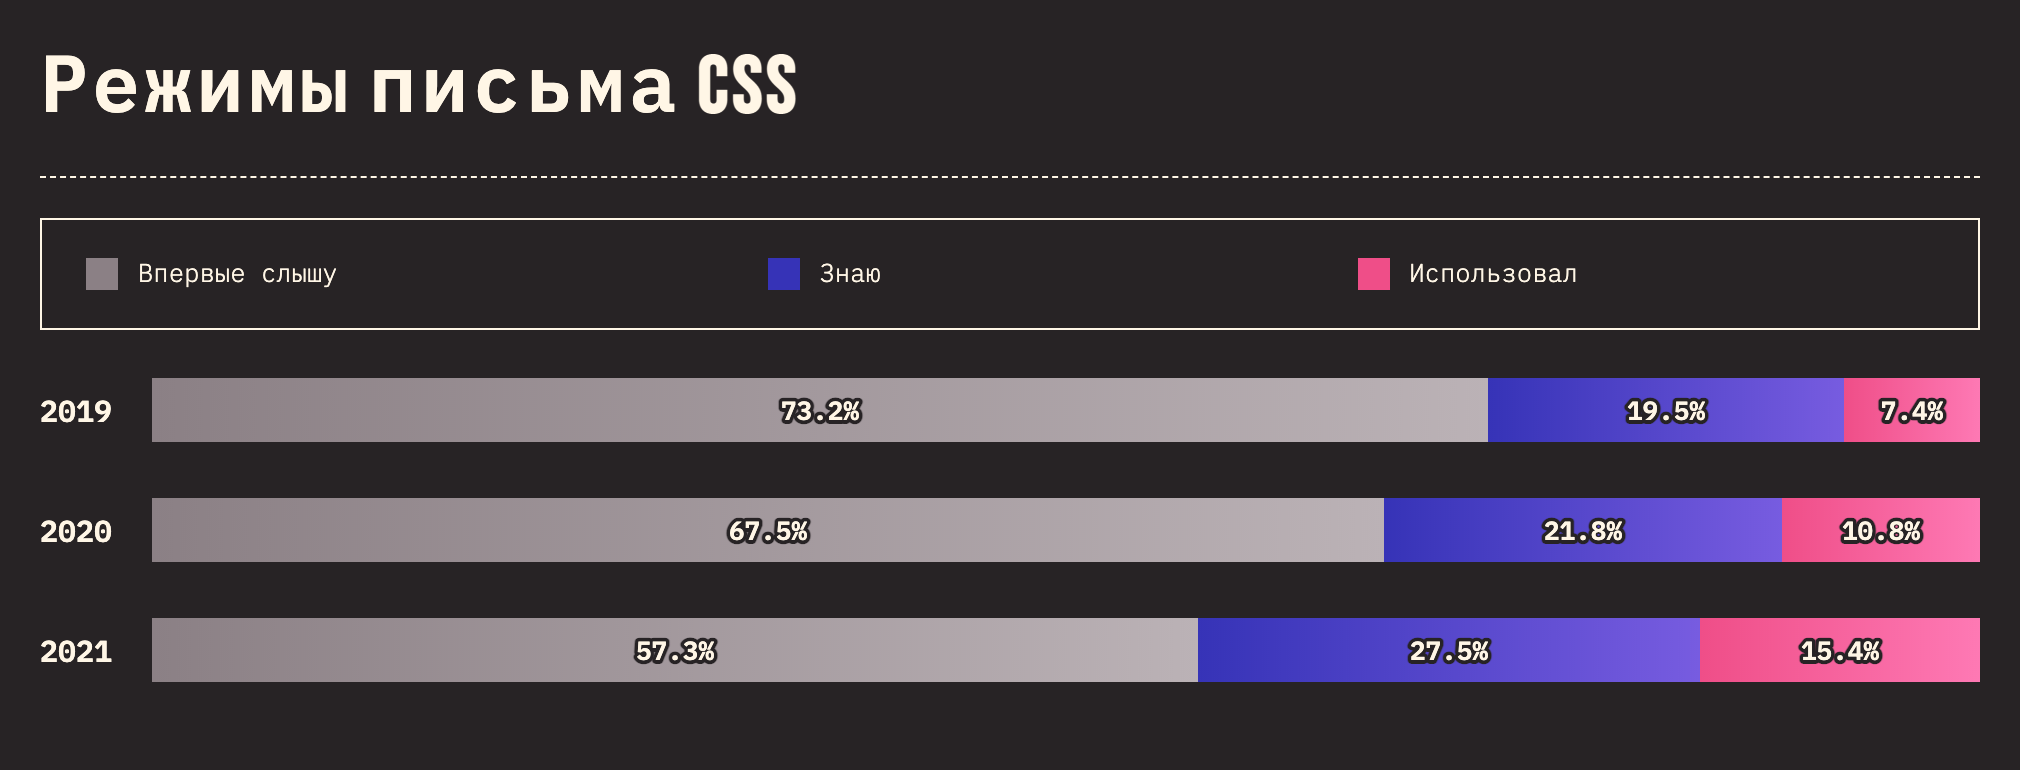 Режимы письма CSS
Впервые слышу Знаю Использовал
2019 73.2% 19.5% 7.4%
2020 67.5% 21.8% 10.8%
2021 57.3% 27.5% 15.4%